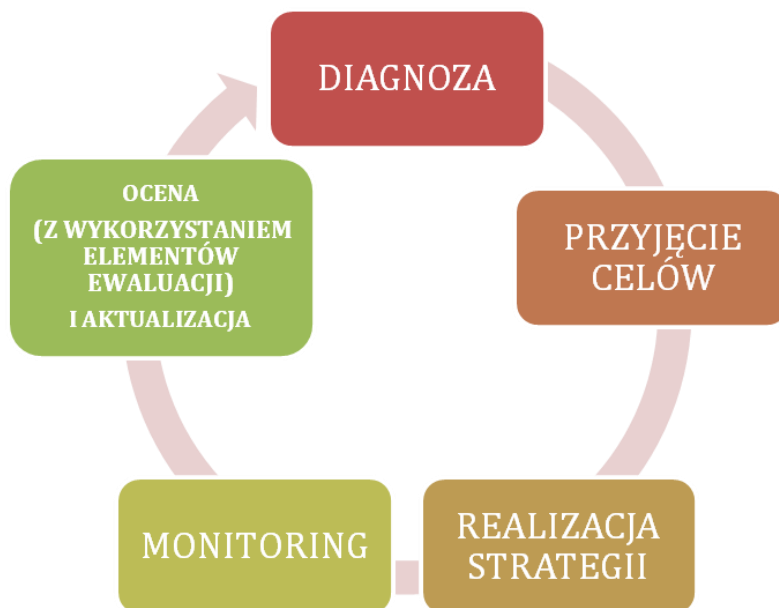 DIAGNOZA
PRZYJĘCIE
CELÓW
REALIZACJA
STRATEGII
MONITORING
OCENA
(Z WYKORZYSTANIEM
ELEMENTÓW
EWALUACJI)
I AKTUALIZACJA